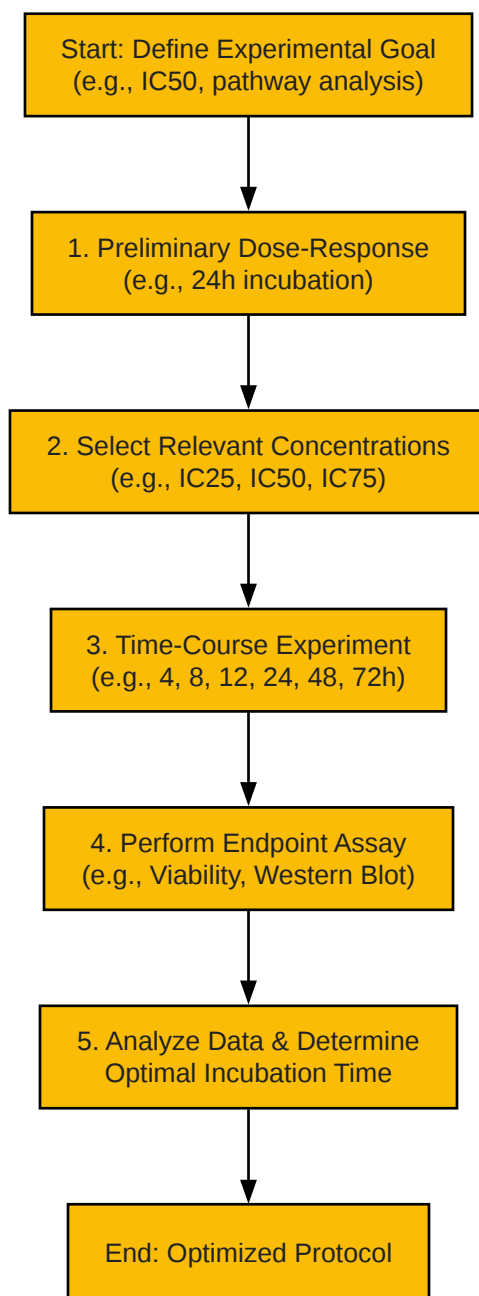 Start: Define Experimental Goal
(e.g., IC50, pathway analysis)
1. Preliminary Dose-Response
(e.g., 24h incubation)
2. Select Relevant Concentrations
(e.g., IC25, IC50, IC75)
3. Time-Course Experiment
(e.g., 4, 8, 12, 24, 48, 72h)
4. Perform Endpoint Assay
(e.g., Viability, Western Blot)
5. Analyze Data & Determine
Optimal Incubation Time
End: Optimized Protocol